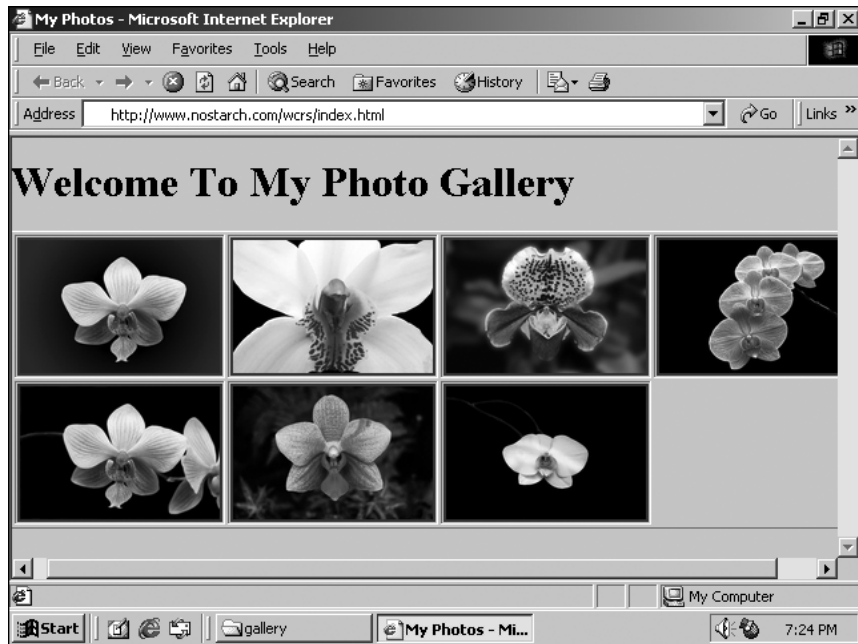 My Photos - Microsoft Internet Explorer
File Edit View Favorites Tools Help
Back Search Favorites History
Address http://www.nostarch.com/wcrs/index.html Go Links »
Welcome To My Photo Gallery
My Computer
Start gallery My Photos - Mi... 7:24 PM